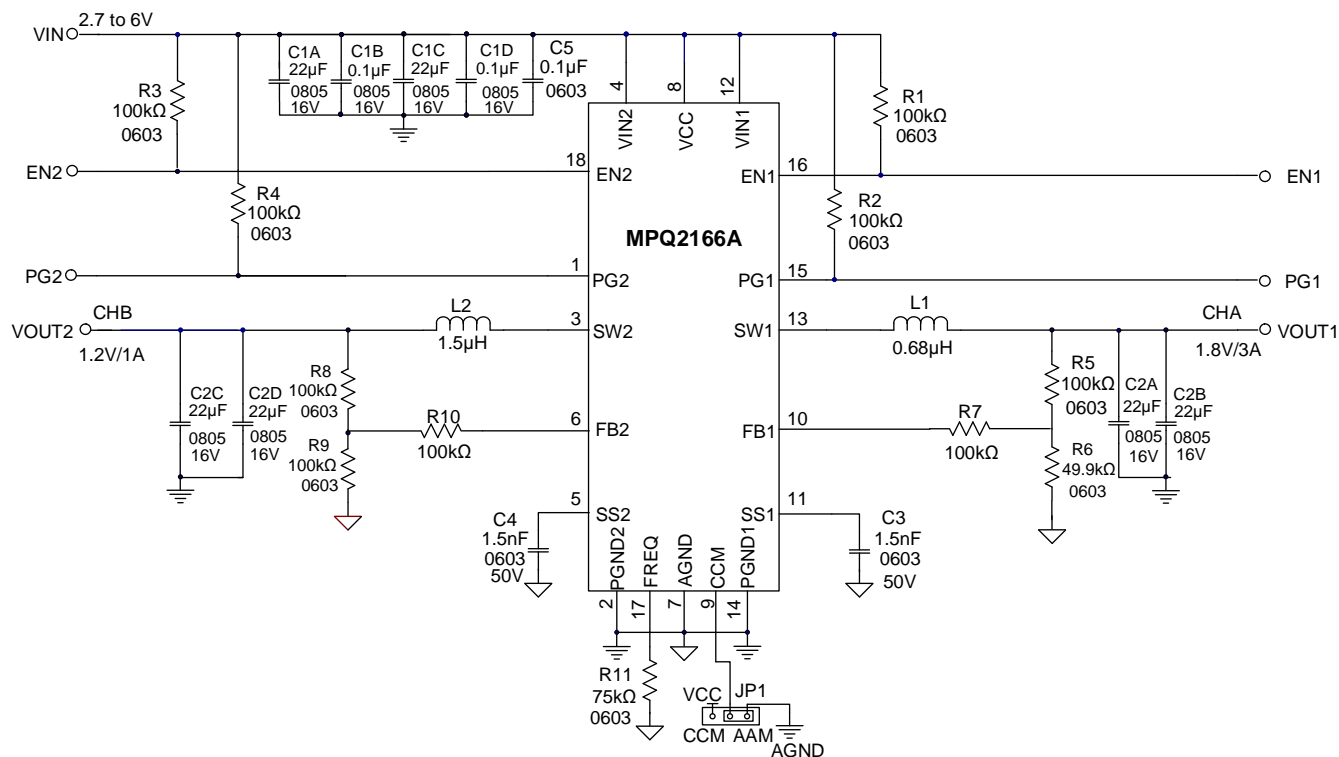 VIN 2.7 to 6V
R3
100kΩ
0603
C1A
22µF
0805
16V
C1B
0.1µF
0805
16V
C1C
22µF
0805
16V
C1D
0.1µF
0805
16V
C5
0.1µF
0603
4
8
12
VIN2
VCC
VIN1
R1
100kΩ
0603
EN2
18
EN2
EN1
16
EN1
R4
100kΩ
0603
MPQ2166A
R2
100kΩ
0603
PG2
1
PG2
PG1
15
PG1
VOUT2
CHB
1.2V/1A
L2
1.5µH
3
SW2
SW1
13
L1
0.68µH
CHA
1.8V/3A
VOUT1
C2C
22µF
0805
16V
C2D
22µF
0805
16V
R8
100kΩ
0603
R9
100kΩ
0603
R10
100kΩ
6
FB2
FB1
10
R7
100kΩ
R5
100kΩ
0603
R6
49.9kΩ
0603
C2A
22µF
0805
16V
C2B
22µF
0805
16V
5
SS2
SS1
11
C4
1.5nF
0603
50V
C3
1.5nF
0603
50V
PGND2
FREQ
AGND
CCM
PGND1
2
17
7
9
14
R11
75kΩ
0603
VCC
JP1
CCM AAM
AGND